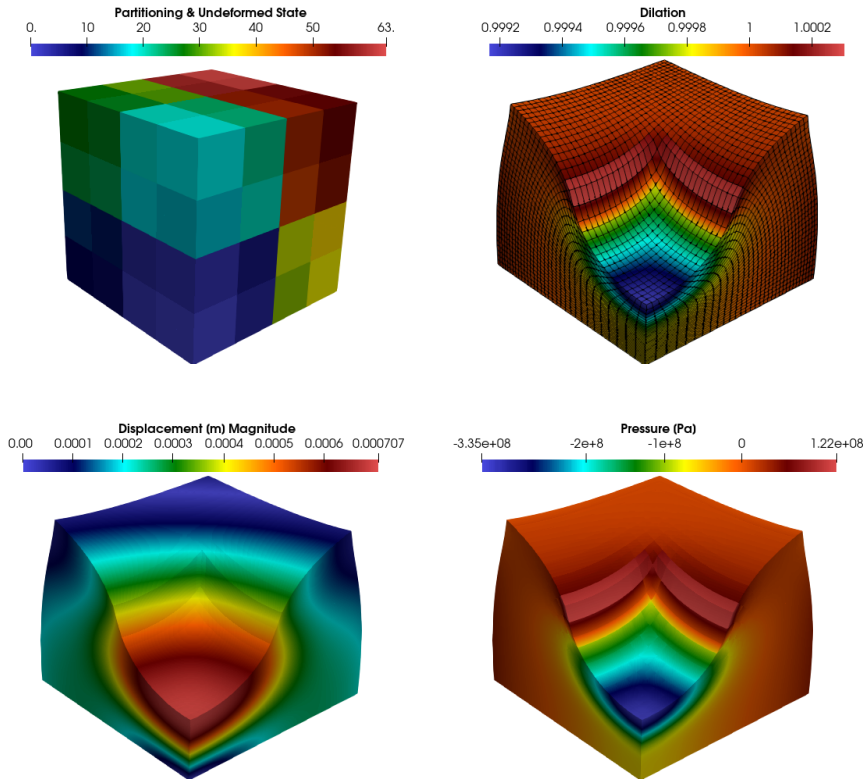 Partitioning & Undeformed State
0. 10 20 30 40 50 63.
Dilation
0.9992 0.9994 0.9996 0.9998 1 1.0002
Displacement [m] Magnitude
0.00 0.0001 0.0002 0.0003 0.0004 0.0005 0.0006 0.000707
Pressure [Pa]
-3.35e+08 -2e+8 -1e+8 0 1.22e+08